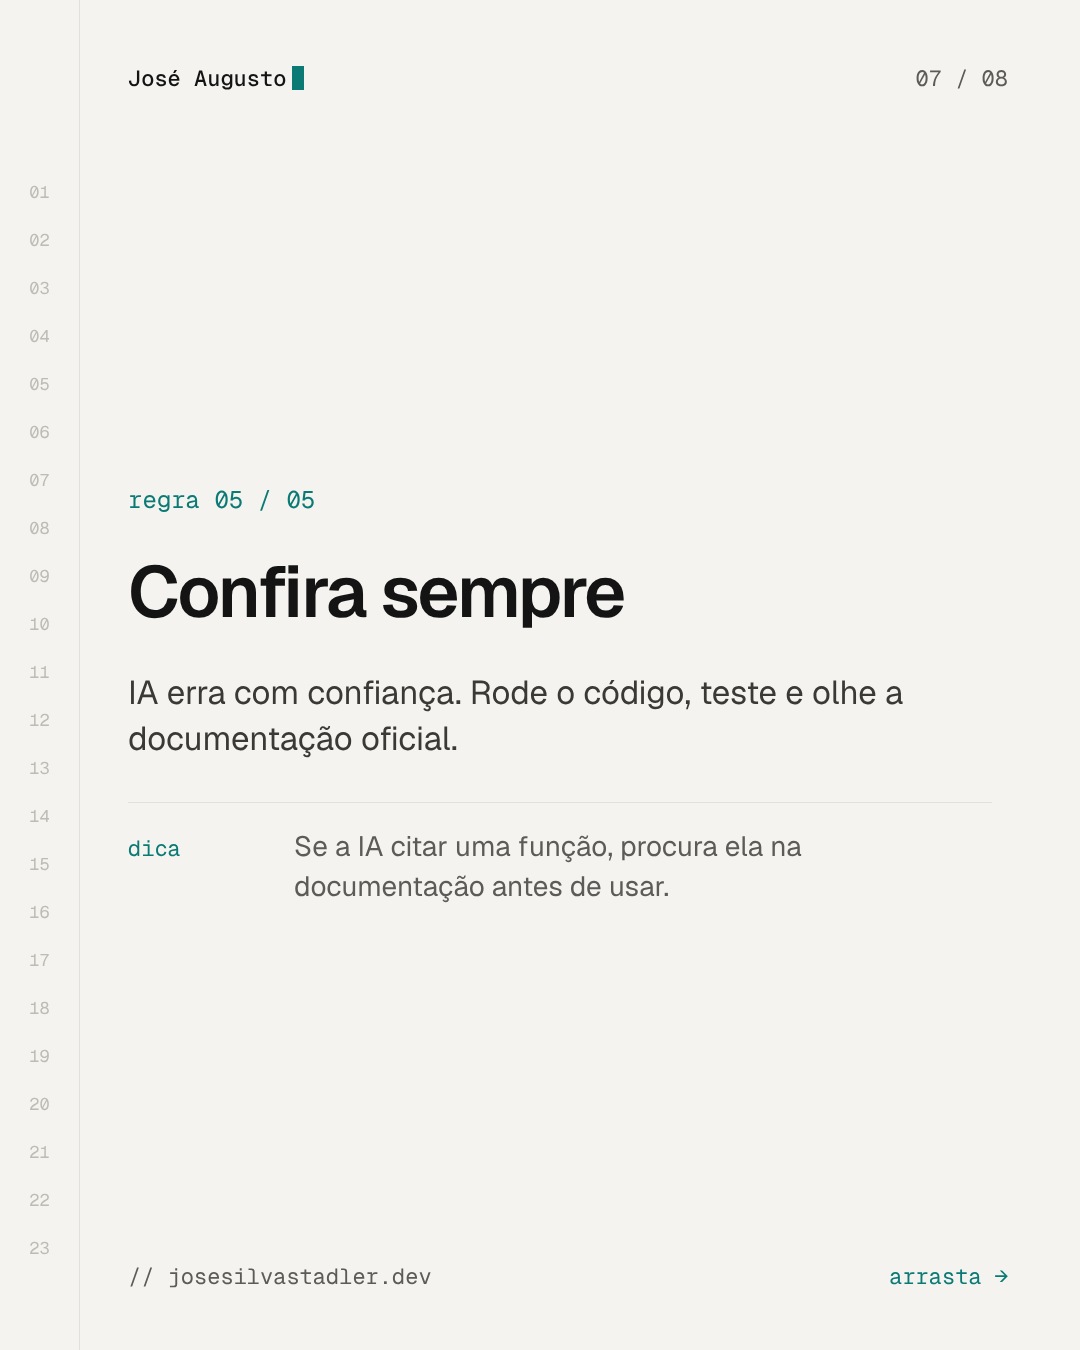 José Augusto
07 / 08
01
02
03
04
05
06
07
08
09
10
11
12
13
14
15
16
17
18
19
20
21
22
23
regra 05 / 05
Confira sempre
IA erra com confiança. Rode o código, teste e olhe a
documentação oficial.
dica
Se a IA citar uma função, procura ela na
documentação antes de usar.
// josesilvastadler.dev
arrasta →